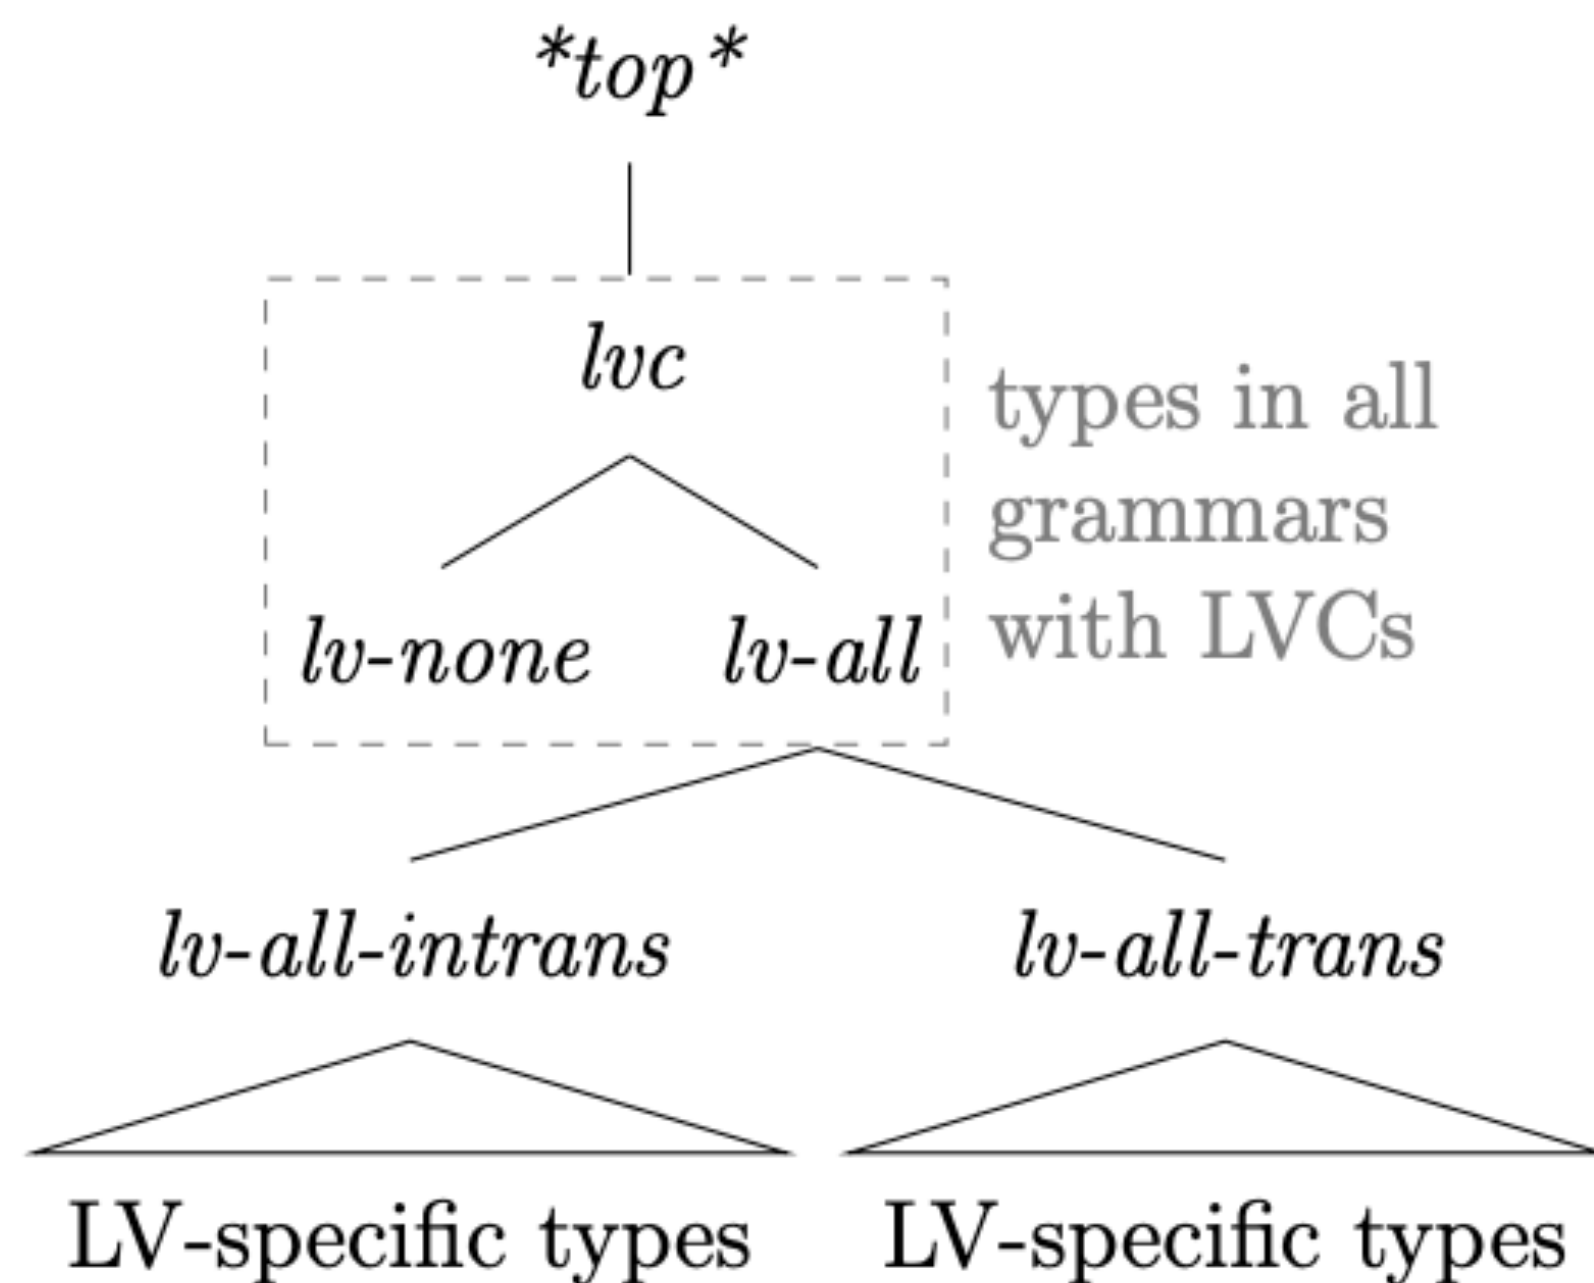 *top*
lvc
types in all
grammars
with LVCs
lv-none lv-all
lv-all-intrans lv-all-trans
LV-specific types LV-specific types